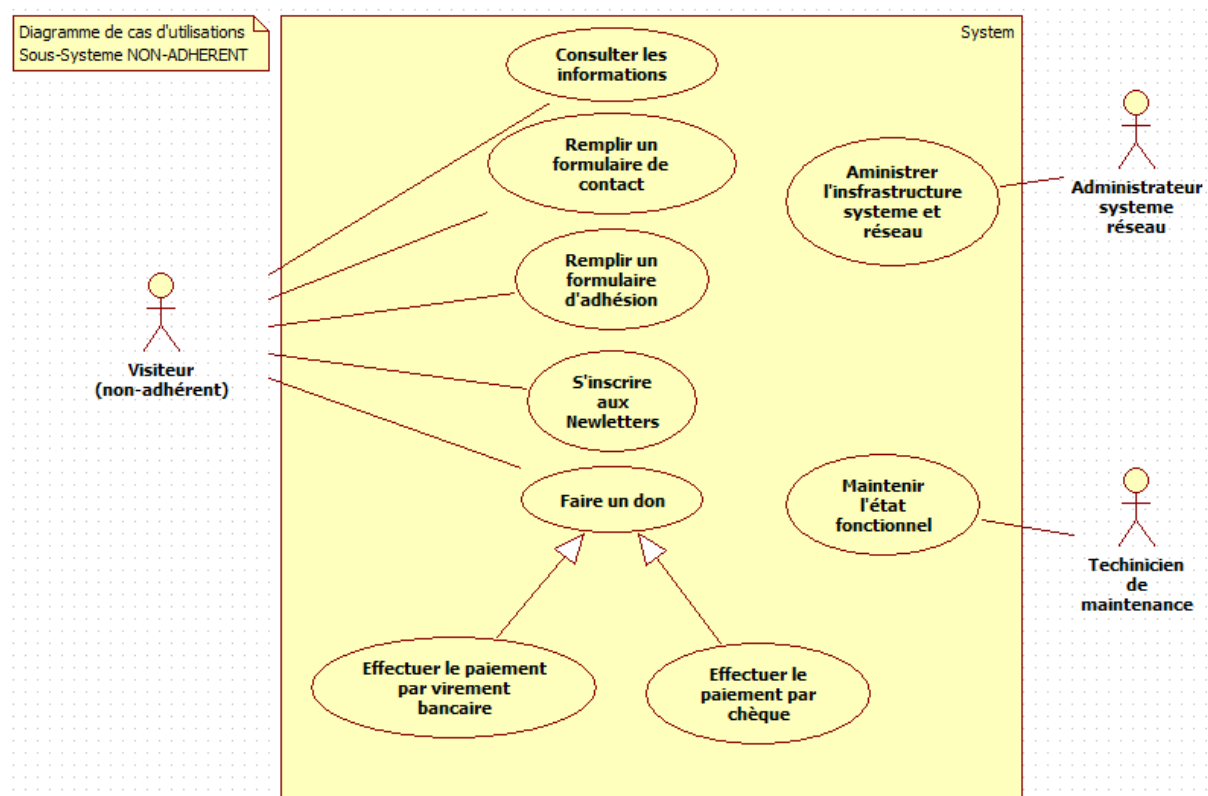 Diagramme de cas d'utilisations
Sous-Systeme NON-ADHERENT
System
Consulter les
informations
Remplir un
formulaire de
contact
Aministrer
l'insfrastructure
systeme et
réseau
Administrateur
systeme
réseau
Remplir un
formulaire
d'adhésion
Visiteur
(non-adhérent)
S'inscrire
aux
Newletters
Faire un don
Maintenir
l'état
fonctionnel
Techinicien
de
maintenance
Effectuer le paiement
par virement
bancaire
Effectuer le
paiement par
chèque